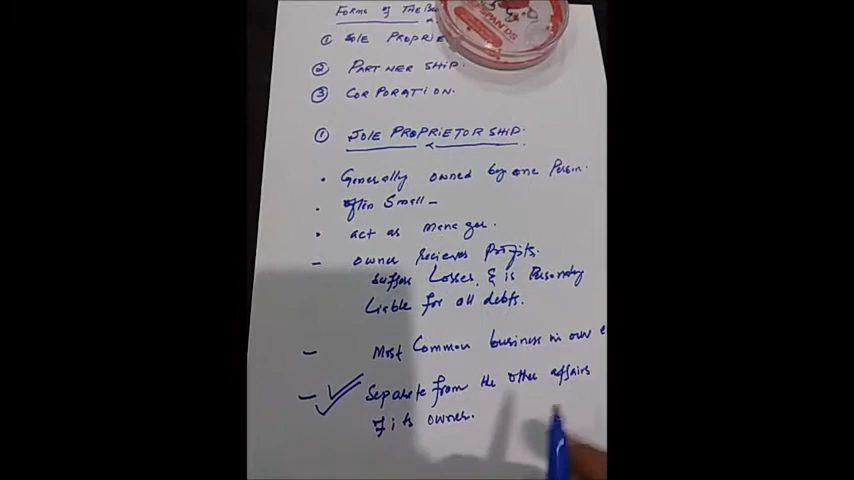 Forms of The
① SOLE PROPRIE
② PARTNER SHIP.
③ CORPORATION.
① SOLE PROPRIETOR SHIP.
• Generally owned by one Person.
• often Small -
• act as manager.
- owner recieves Profits.
suffers Losses, & is Personaly
Liable for all debts.
- Most Common business in our e
- Separate from the other affairs
of its owner.